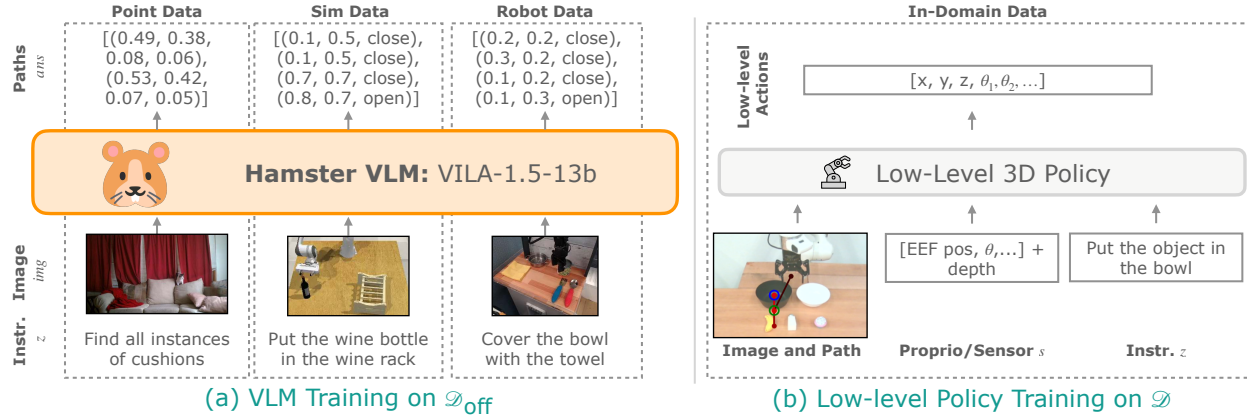 Point Data
Sim Data
Robot Data
In-Domain Data
Paths
ans
[(0.49, 0.38,
0.08, 0.06),
(0.53, 0.42,
0.07, 0.05)]
[(0.1, 0.5, close),
(0.1, 0.5, close),
(0.7, 0.7, close),
(0.8, 0.7, open)]
[(0.2, 0.2, close),
(0.3, 0.2, close),
(0.1, 0.2, close),
(0.1, 0.3, open)]
Low-level
Actions
[x, y, z, θ₁, θ₂, ...]
Hamster VLM: VILA-1.5-13b
Low-Level 3D Policy
Image
img
[EEF pos, θ,...] +
depth
Put the object in
the bowl
Instr.
z
Find all instances
of cushions
Put the wine bottle
in the wine rack
Cover the bowl
with the towel
Image and Path
Proprio/Sensor s
Instr. z
(a) VLM Training on 𝒟off
(b) Low-level Policy Training on 𝒟